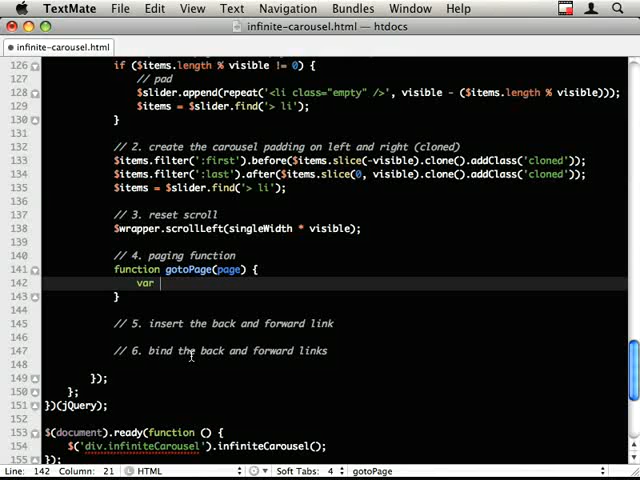 TextMate File Edit View Text Navigation Bundles Window Help
infinite-carousel.html — htdocs
infinite-carousel.html
126 if ($items.length % visible != 0) {
127 // pad
128 $slider.append(repeat('<li class="empty" />', visible - ($items.length % visible)));
129 $items = $slider.find('> li');
130 }
131
132 // 2. create the carousel padding on left and right (cloned)
133 $items.filter(':first').before($items.slice(-visible).clone().addClass('cloned'));
134 $items.filter(':last').after($items.slice(0, visible).clone().addClass('cloned'));
135 $items = $slider.find('> li');
136
137 // 3. reset scroll
138 $wrapper.scrollLeft(singleWidth * visible);
139
140 // 4. paging function
141 function gotoPage(page) {
142 var
143 }
144
145 // 5. insert the back and forward link
146
147 // 6. bind the back and forward links
148
149 });
150 };
151 })(jQuery);
152
153 $(document).ready(function () {
154 $('div.infiniteCarousel').infiniteCarousel();
155 });
Line: 142 Column: 21 HTML Soft Tabs: 4 gotoPage